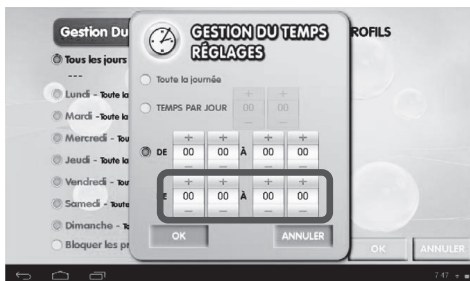 Gestion Du
PROFILS
GESTION DU TEMPS
RÉGLAGES
Tous les jours
---
Toute la journée
Lundi - Toute la
TEMPS PAR JOUR 00 00
Mardi - Toute la
Mercredi - Tou
DE 00 00 À 00 00
Jeudi - Toute la
Vendredi - Tou
E 00 00 À 00 00
Samedi - Toute
Dimanche - To
Bloquer les pr
OK ANNULER
OK ANNULER
7:47